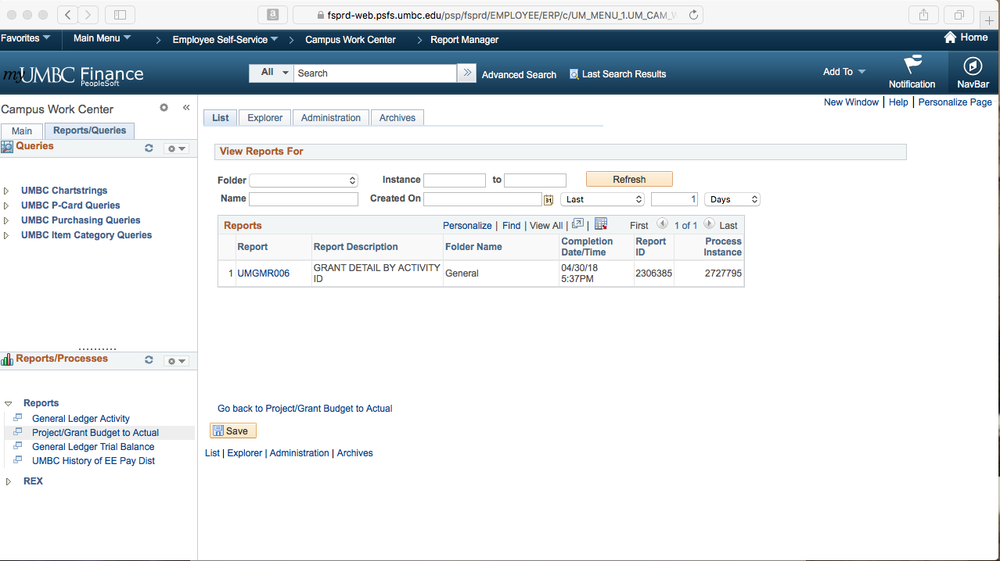 a
fsprd-web.psfs.umbc.edu/psp/fsprd/EMPLOYEE/ERP/c/UM_MENU_1.UM_CAM_
Favorites Main Menu > Employee Self-Service > Campus Work Center > Report Manager Home
myUMBC Finance
PeopleSoft
All Search Advanced Search Last Search Results Add To Notification NavBar
New Window | Help | Personalize Page
Campus Work Center
Main Reports/Queries
Queries
UMBC Chartstrings
UMBC P-Card Queries
UMBC Purchasing Queries
UMBC Item Category Queries
Reports/Processes
Reports
General Ledger Activity
Project/Grant Budget to Actual
General Ledger Trial Balance
UMBC History of EE Pay Dist
REX
List Explorer Administration Archives
View Reports For
Folder Instance to Refresh
Name Created On 31 Last 1 Days
Reports Personalize | Find | View All | | First 1 of 1 Last
Report Report Description Folder Name Completion Date/Time Report ID Process Instance
1 UMGMR006 GRANT DETAIL BY ACTIVITY ID General 04/30/18 5:37PM 2306385 2727795
Go back to Project/Grant Budget to Actual
Save
List | Explorer | Administration | Archives